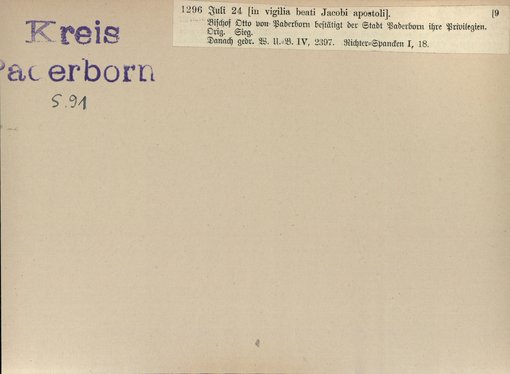 1296 Juli 24 [in vigilia beati Jacobi apostoli]. [9
Bischof Otto von Paderborn bestätigt der Stadt Paderborn ihre Privilegien.
Orig. Sieg.
Danach gedr. W. U.-B. IV, 2397. Richter-Spancken I, 18.
Kreis
Paderborn
S. 91